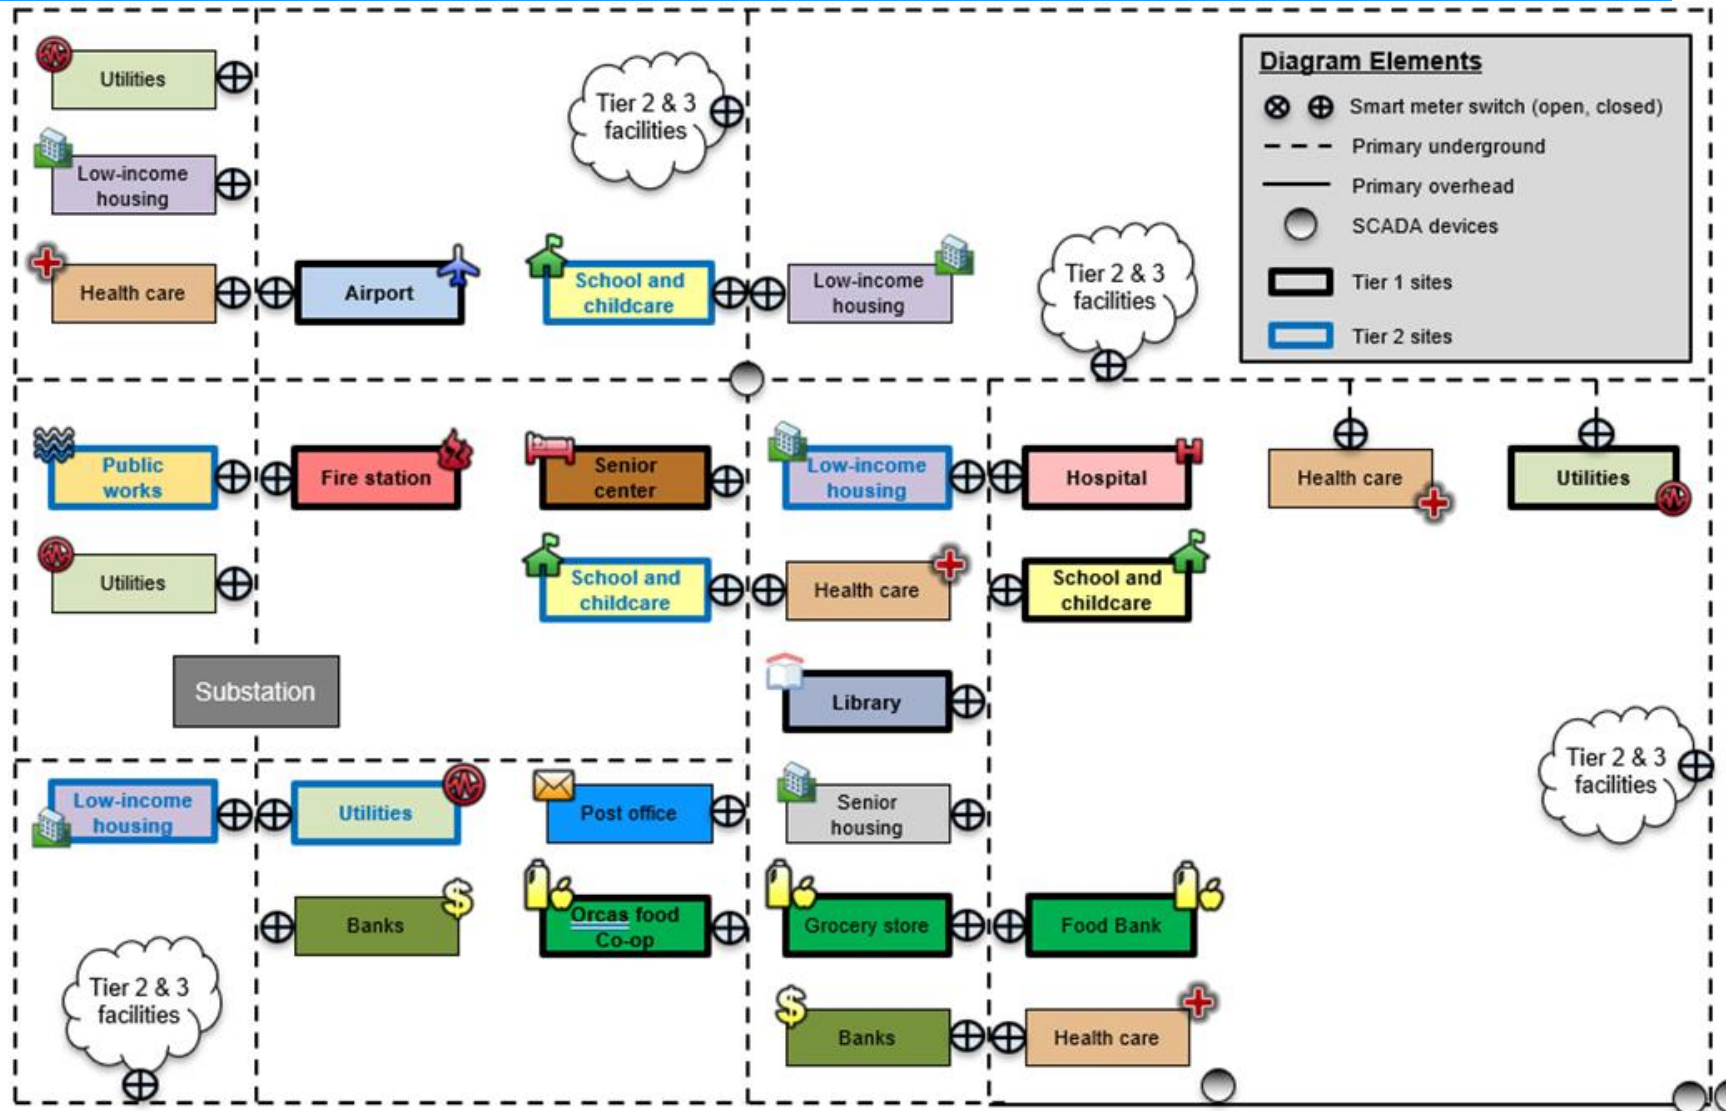 Utilities
Tier 2 & 3
facilities
Diagram Elements
Smart meter switch (open, closed)
Primary underground
Primary overhead
SCADA devices
Tier 1 sites
Tier 2 sites
Low-income
housing
Health care
Airport
School and
childcare
Low-income
housing
Tier 2 & 3
facilities
Public
works
Fire station
Senior
center
Low-income
housing
Hospital
Health care
Utilities
Utilities
School and
childcare
Health care
School and
childcare
Substation
Library
Tier 2 & 3
facilities
Low-income
housing
Utilities
Post office
Senior
housing
Banks
Orcas food
Co-op
Grocery store
Food Bank
Tier 2 & 3
facilities
Banks
Health care